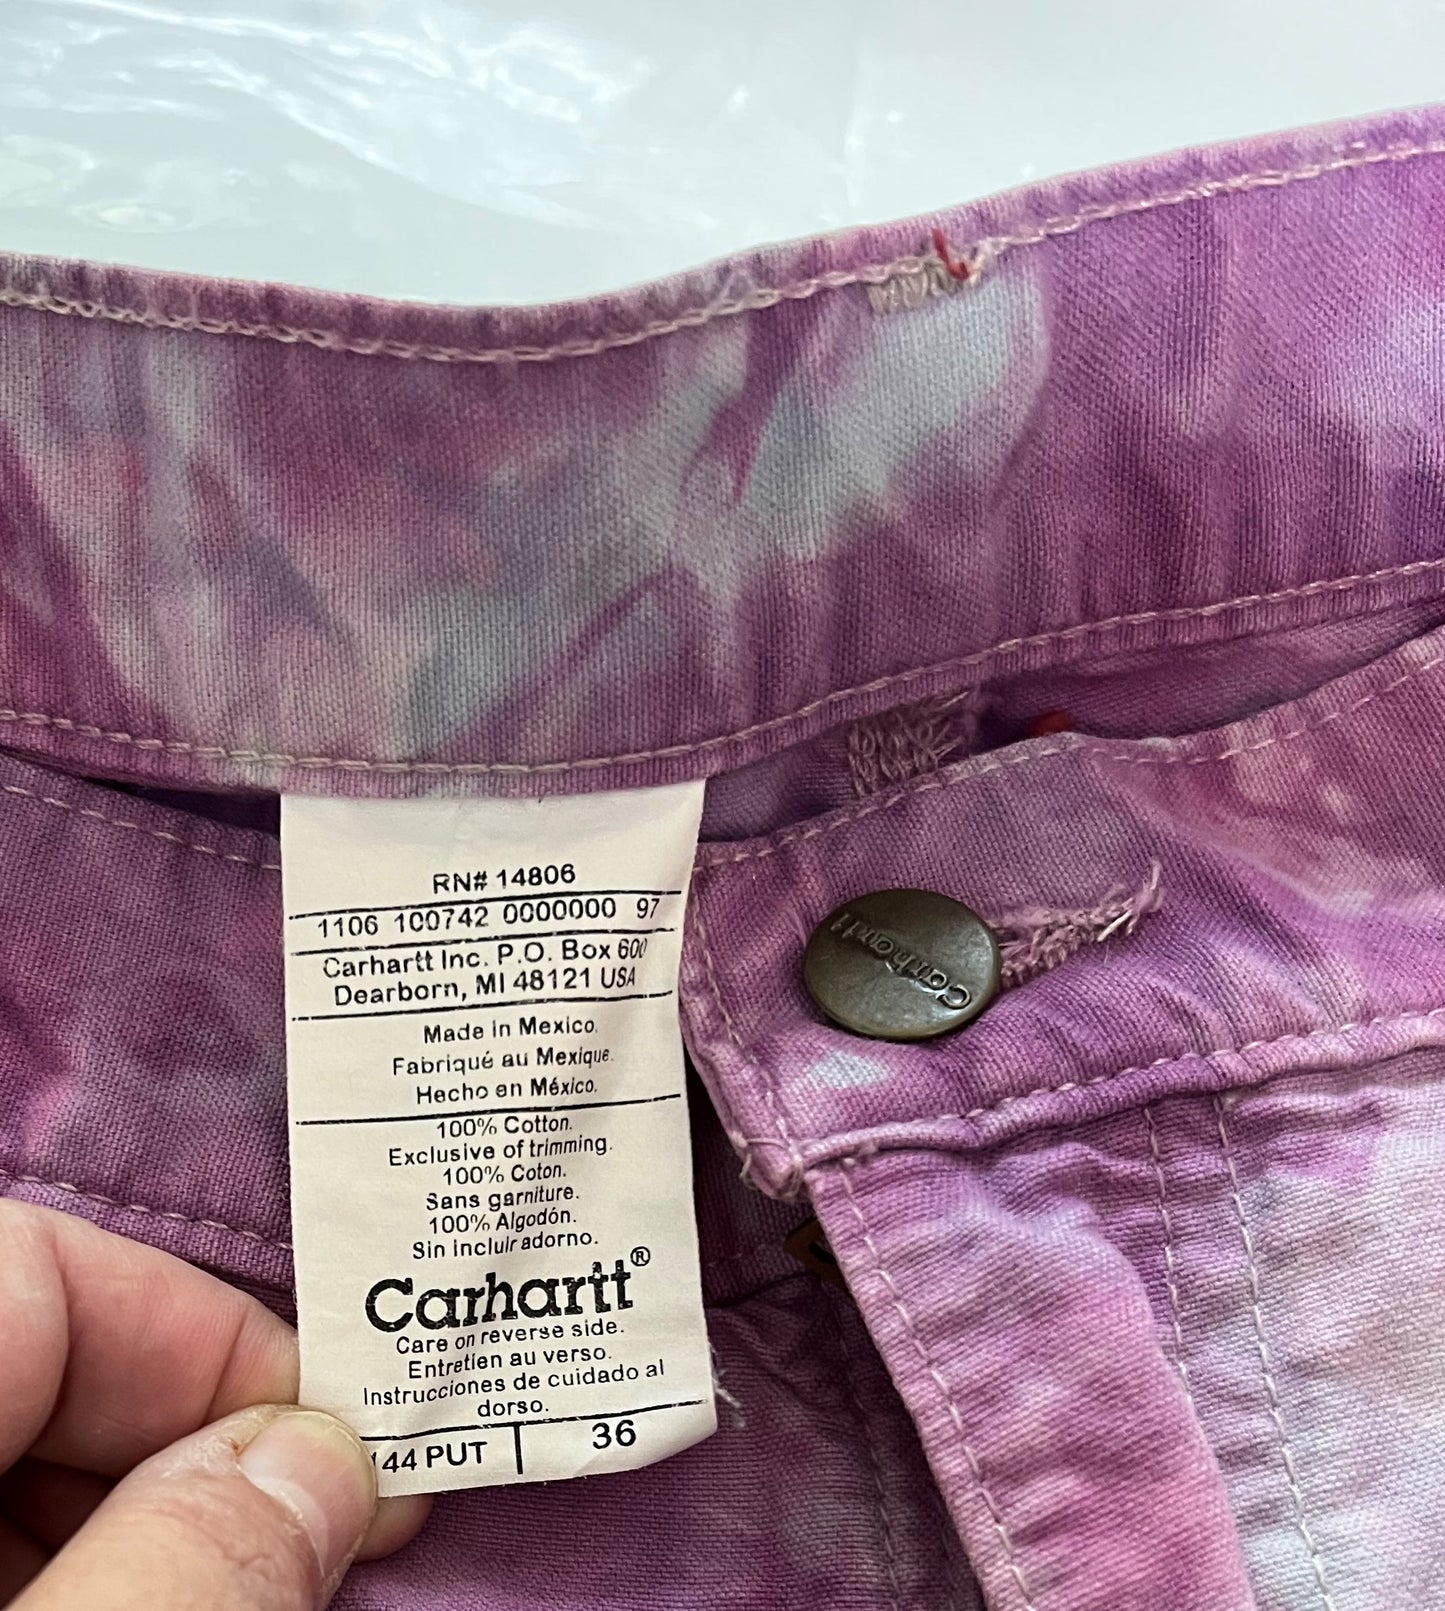 RN# 14806
1106 100742 0000000 97
Carhartt Inc. P.O. Box 600
Dearborn, MI 48121 USA
Made in Mexico.
Fabriqué au Mexique.
Hecho en México.
100% Cotton.
Exclusive of trimming.
100% Coton.
Sans garniture.
100% Algodón.
Sin incluir adorno.
Carhartt®
Care on reverse side.
Entretien au verso.
Instrucciones de cuidado al
dorso.
44 PUT 36
Carhartt